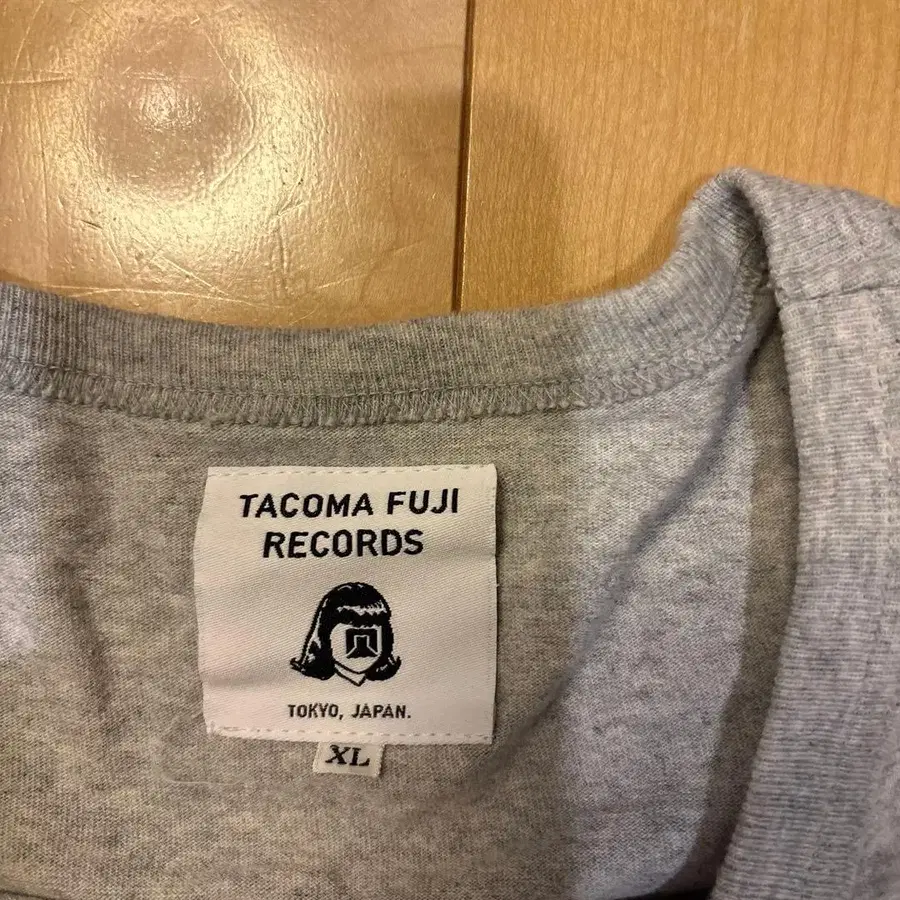 TACOMA FUJI
RECORDS
TOKYO, JAPAN.
XL